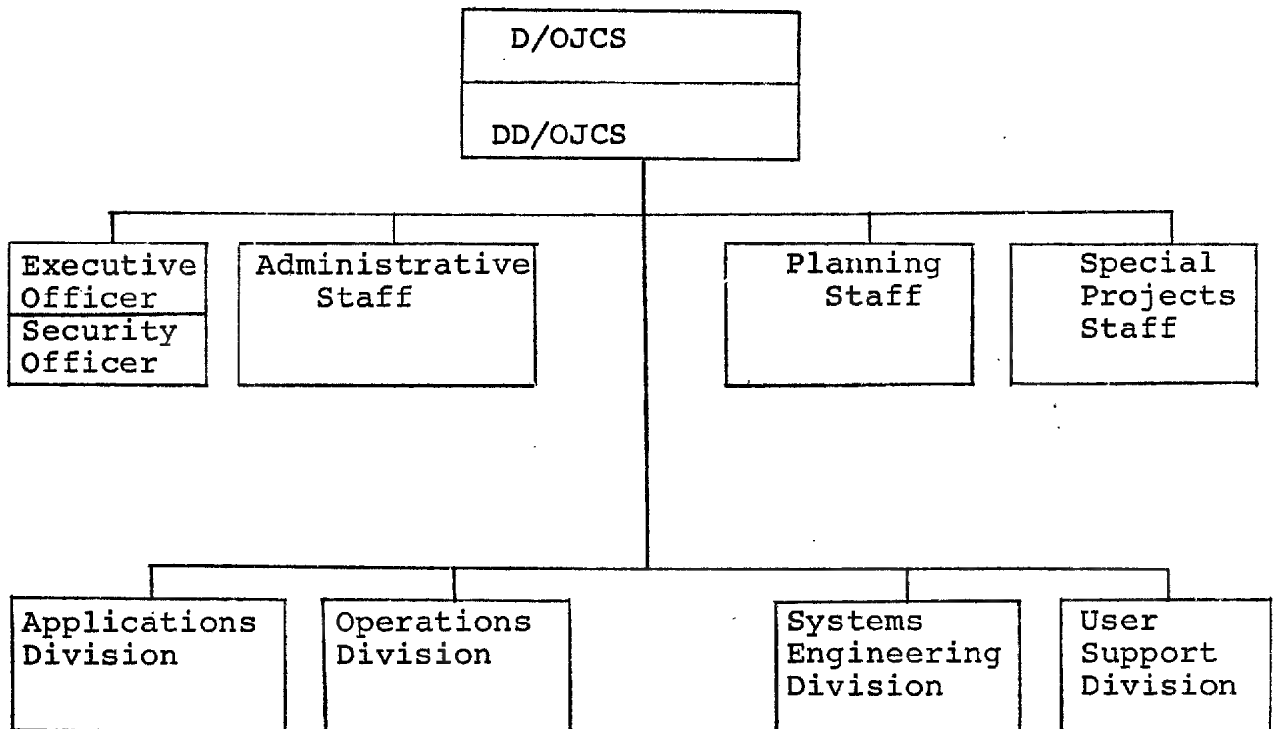 D/OJCS
DD/OJCS
Executive
Officer
Security
Officer
Administrative
Staff
Planning
Staff
Special
Projects
Staff
Applications
Division
Operations
Division
Systems
Engineering
Division
User
Support
Division